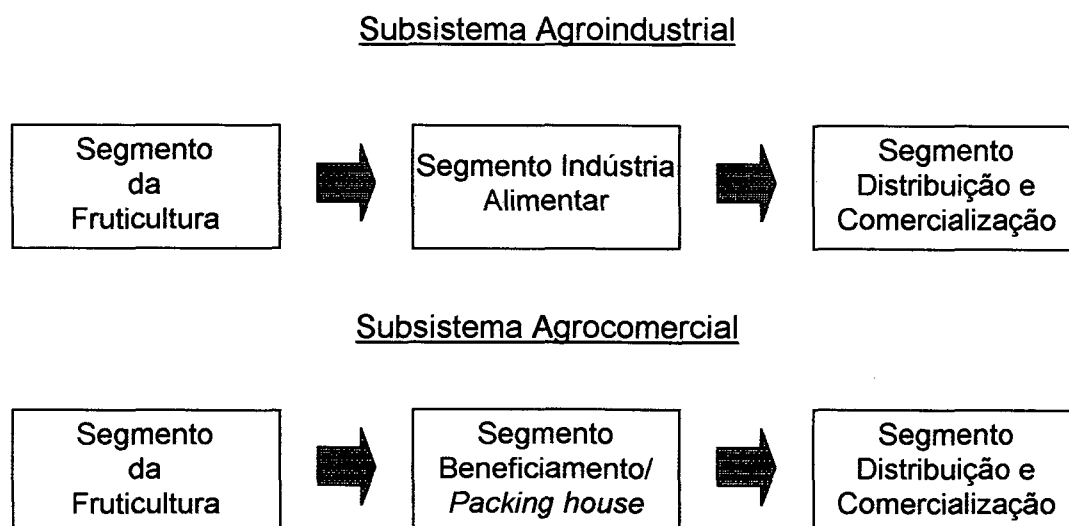 Subsistema Agroindustrial
Segmento
da
Fruticultura
Segmento Indústria
Alimentar
Segmento
Distribuição e
Comercialização
Subsistema Agrocomercial
Segmento
da
Fruticultura
Segmento
Beneficiamento/
Packing house
Segmento
Distribuição e
Comercialização